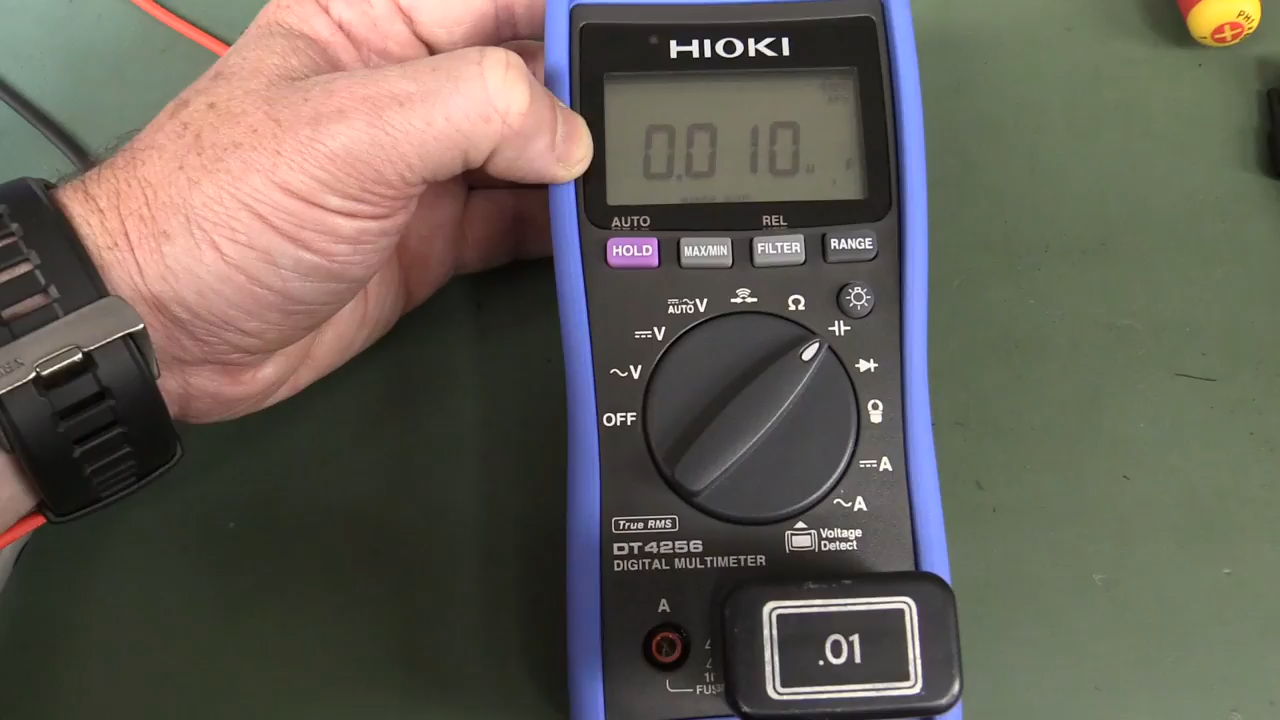 HIOKI
0.010
AUTO
REL
HOLD
MAX/MIN
FILTER
RANGE
AUTO V
Ω
V
~V
OFF
A
~A
True RMS
DT4256
DIGITAL MULTIMETER
Voltage
Detect
A
.01